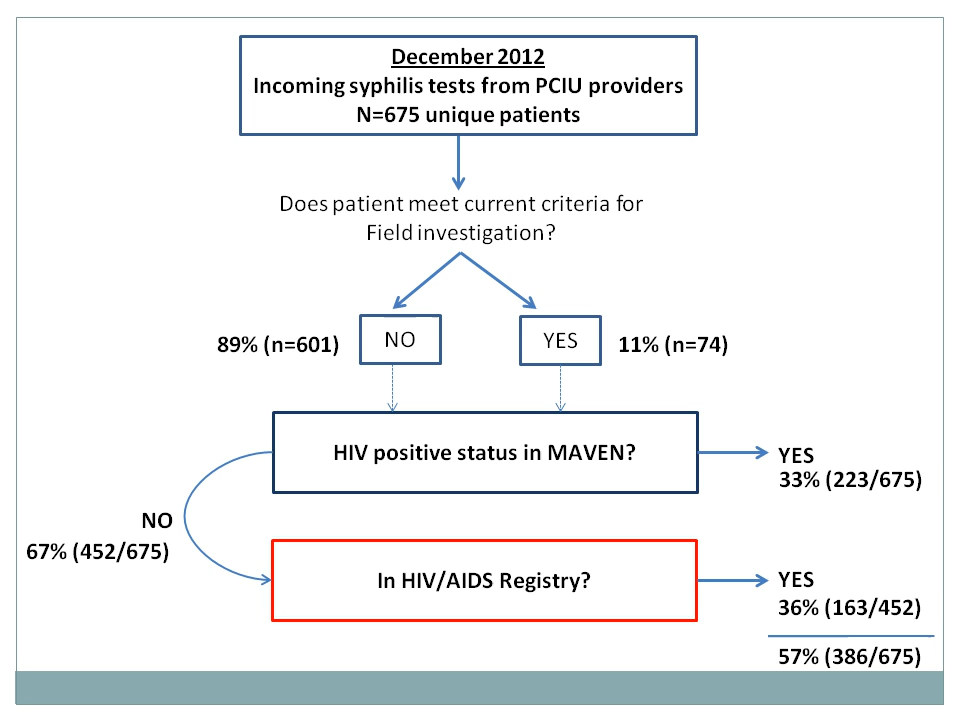 December 2012
Incoming syphilis tests from PCIU providers
N=675 unique patients
Does patient meet current criteria for
Field investigation?
89% (n=601)
NO
YES
11% (n=74)
HIV positive status in MAVEN?
YES
33% (223/675)
NO
67% (452/675)
In HIV/AIDS Registry?
YES
36% (163/452)
57% (386/675)